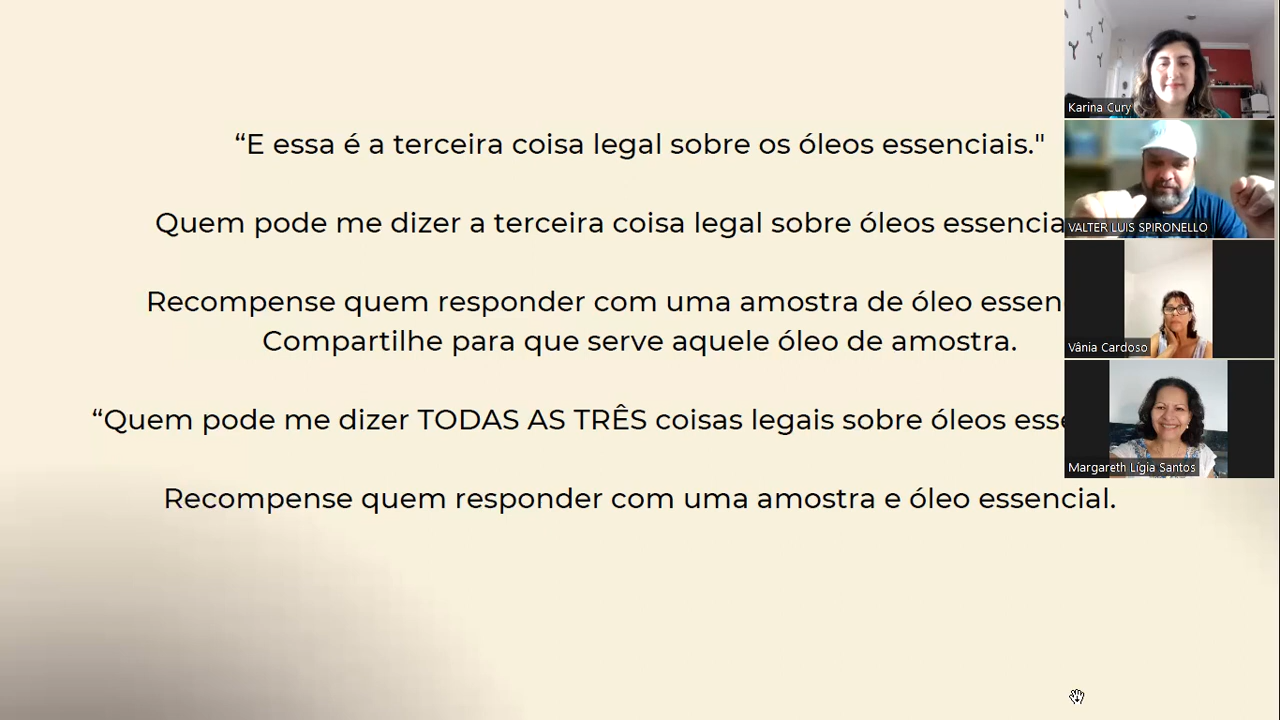 “E essa é a terceira coisa legal sobre os óleos essenciais."
Quem pode me dizer a terceira coisa legal sobre óleos
Recompense quem responder com uma amostra de óleo
Compartilhe para que serve aquele óleo de amostra.
“Quem pode me dizer TODAS AS TRÊS coisas legais sobre óleos
Recompense quem responder com uma amostra e óleo essencial.
Karina Cury
VALTER LUIS SPIRONELLO
Vânia Cardoso
Margareth Lígia Santos